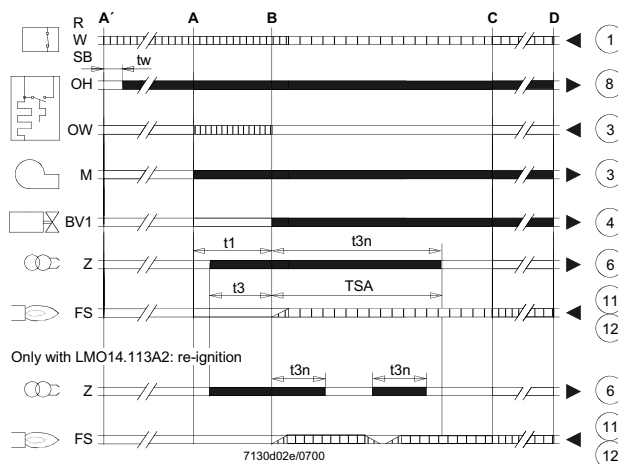 A´ A B C D
R
W 1
SB tw
OH 8
OW 3
M 3
BV1 4
t1 t3n
Z 6
t3 TSA
FS 11
12
Only with LMO14.113A2: re-ignition
t3n t3n
Z 6
FS 11
12
7130d02e/0700